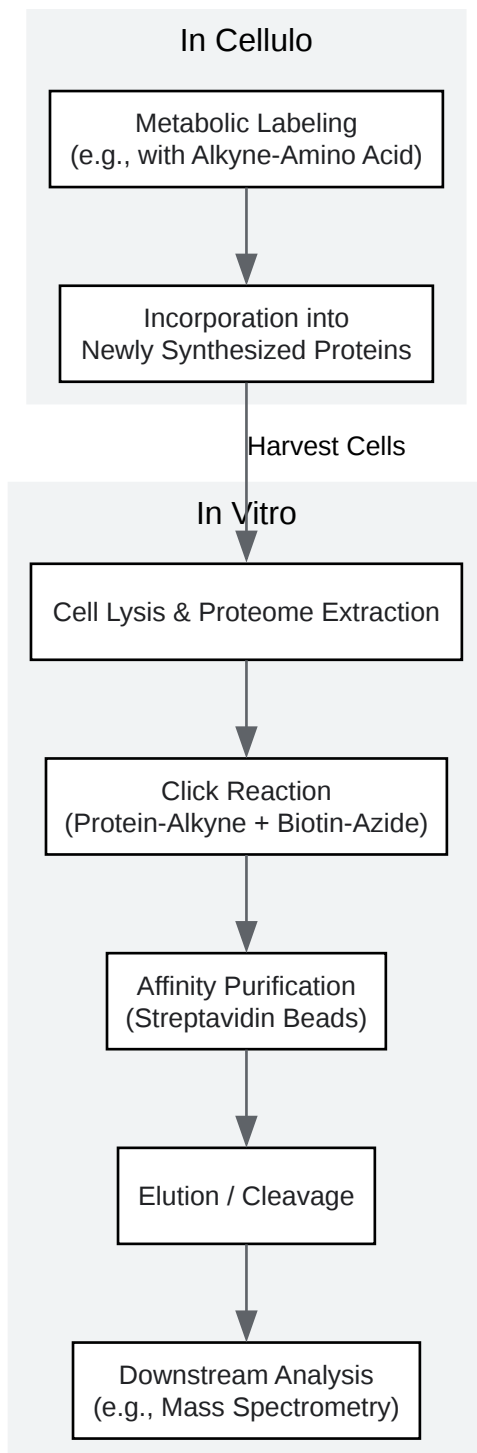 In Cellulo
Metabolic Labeling
(e.g., with Alkyne-Amino Acid)
Incorporation into
Newly Synthesized Proteins
Harvest Cells
In Vitro
Cell Lysis & Proteome Extraction
Click Reaction
(Protein-Alkyne + Biotin-Azide)
Affinity Purification
(Streptavidin Beads)
Elution / Cleavage
Downstream Analysis
(e.g., Mass Spectrometry)